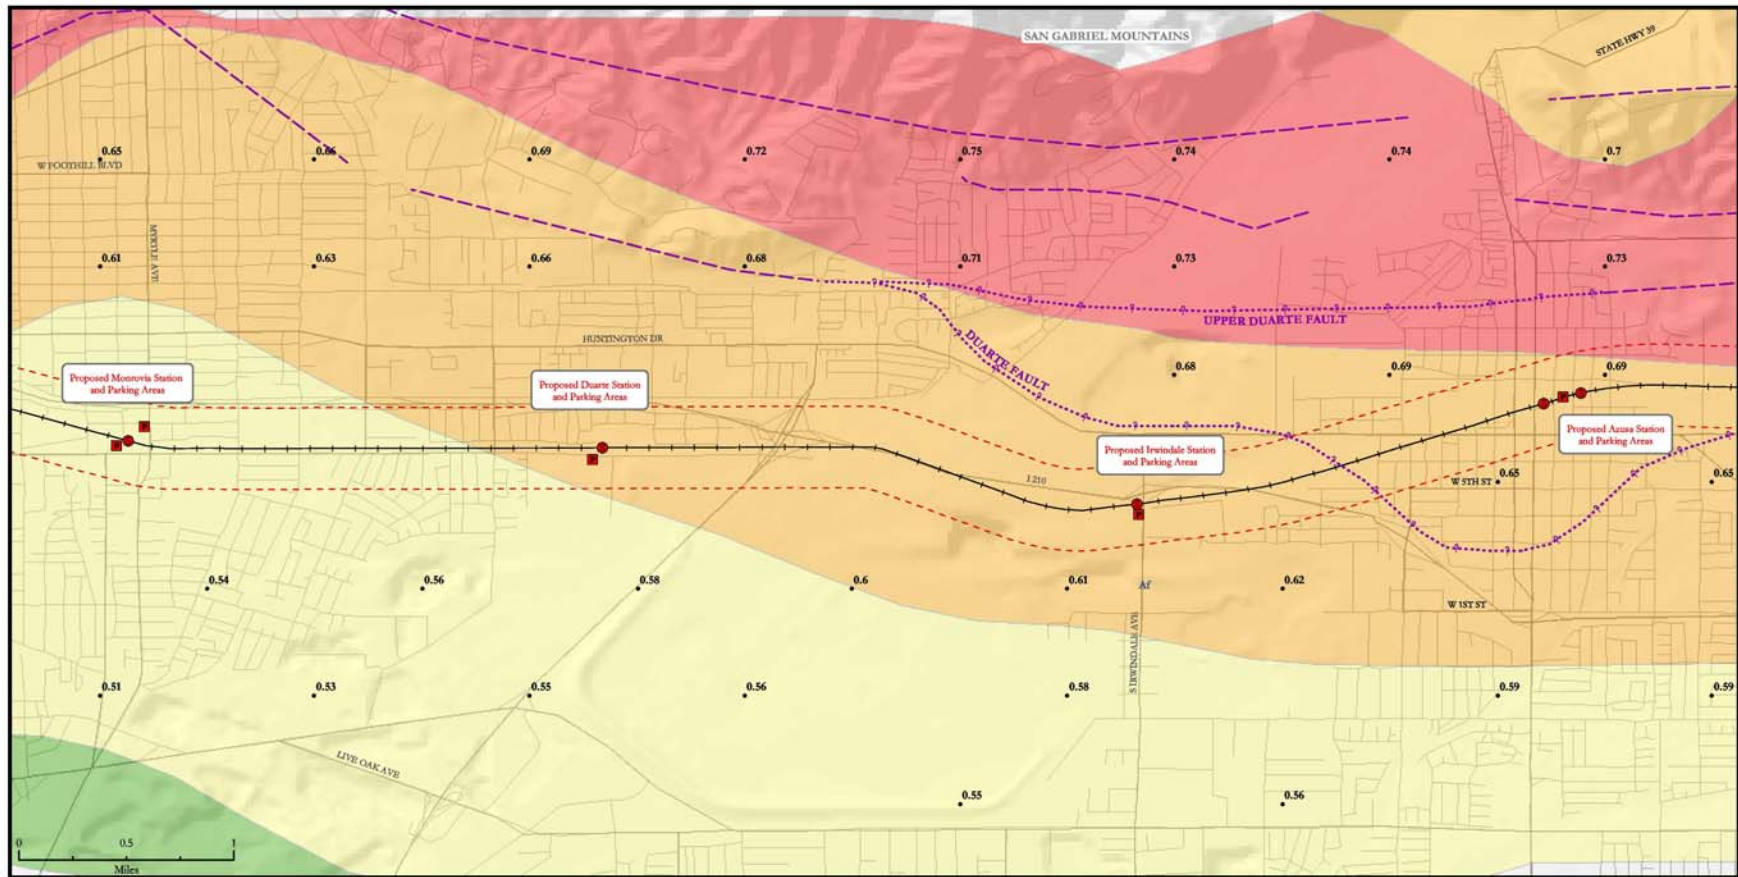 SAN GABRIEL MOUNTAINS
STATE HWY 39
0.65
0.66
0.69
0.72
0.75
0.74
0.74
0.7
W FOOTHILL BLVD
MYRTLE AVE
0.61
0.63
0.66
0.68
0.71
0.73
0.73
UPPER DUARTE FAULT
HUNTINGTON DR
DUARTE FAULT
0.68
0.69
0.69
Proposed Monrovia Station
and Parking Areas
Proposed Duarte Station
and Parking Areas
Proposed Irwindale Station
and Parking Areas
Proposed Azusa Station
and Parking Areas
P
P
P
P
P
I 210
W 5TH ST
0.65
0.65
0.54
0.56
0.58
0.6
0.61
Af
0.62
W 1ST ST
S IRWINDALE AVE
0.51
0.53
0.55
0.56
0.58
0.59
0.59
LIVE OAK AVE
0.55
0.56
0
0.5
1
Miles